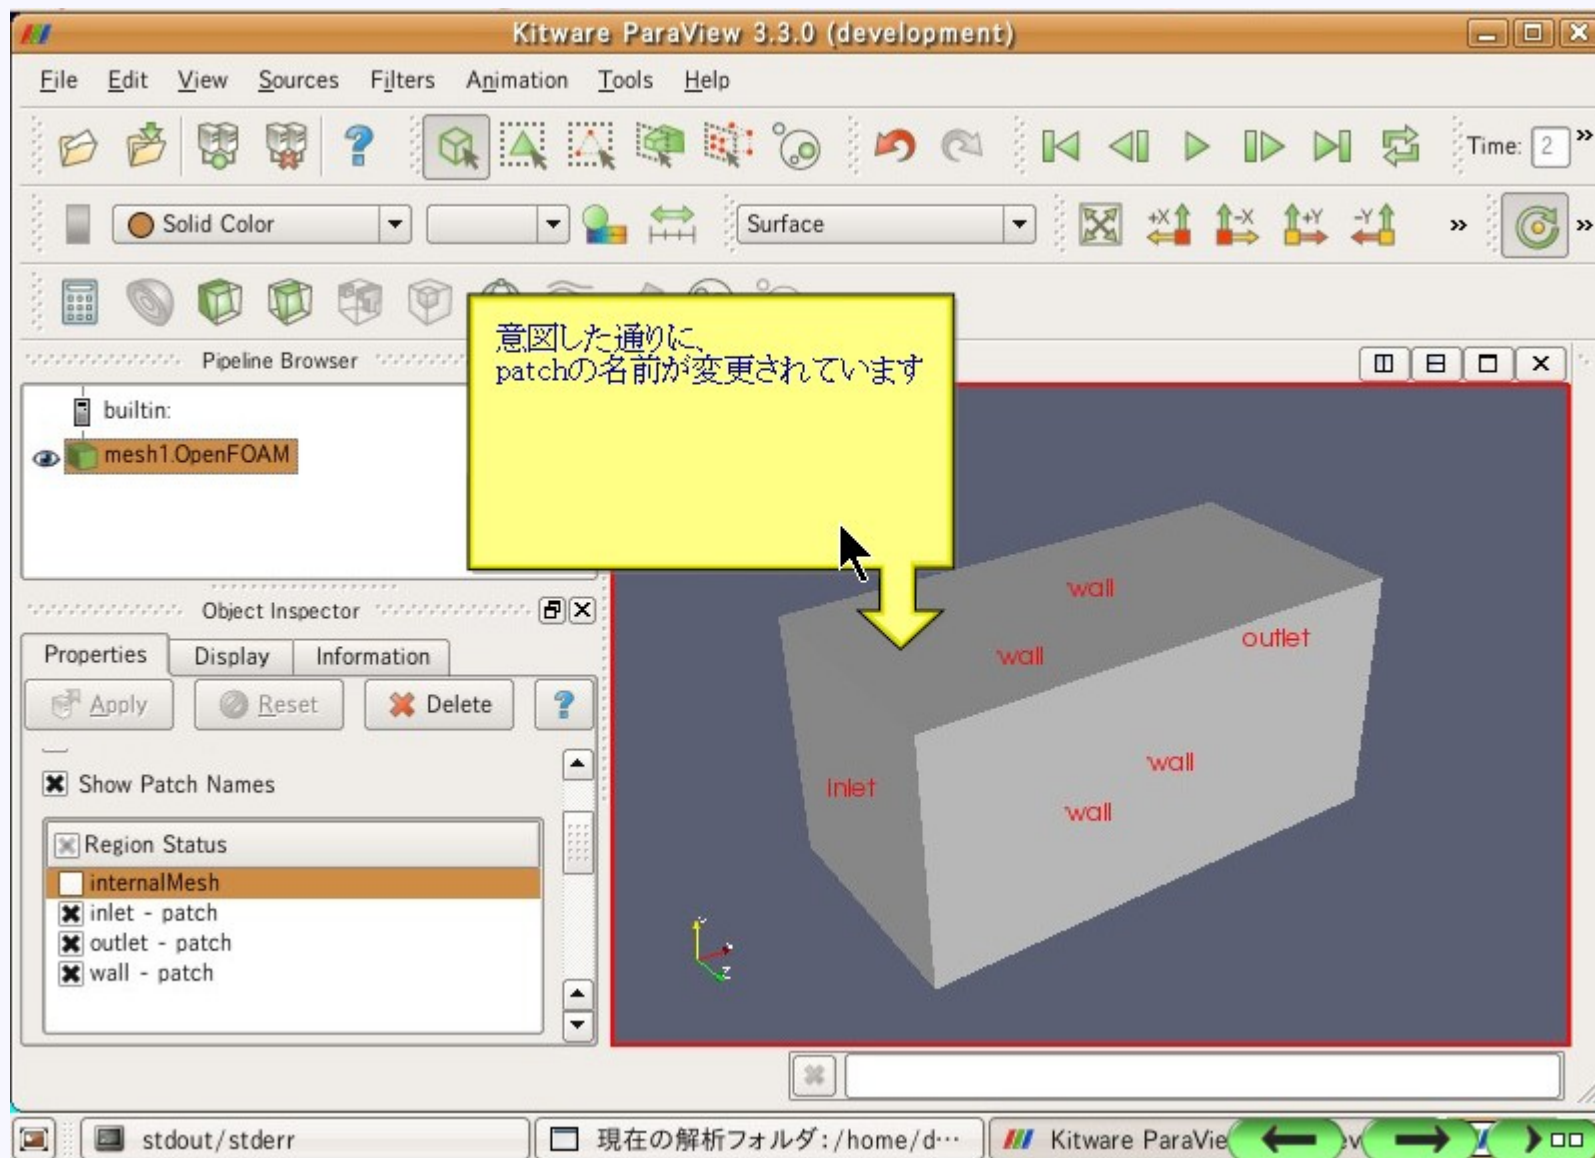 Kitware ParaView 3.3.0 (development)
File Edit View Sources Filters Animation Tools Help
Time: 2 »
Solid Color
Surface
+X -X +Y -Y » »
Pipeline Browser
builtin:
mesh1.OpenFOAM
意図した通りに、
patchの名前が変更されています
Object Inspector
Properties Display Information
Apply Reset Delete ?
Show Patch Names
Region Status
internalMesh
inlet - patch
outlet - patch
wall - patch
wall
outlet
wall
wall
inlet
wall
Z
stdout/stderr
現在の解析フォルダ:/home/d…
Kitware ParaVie